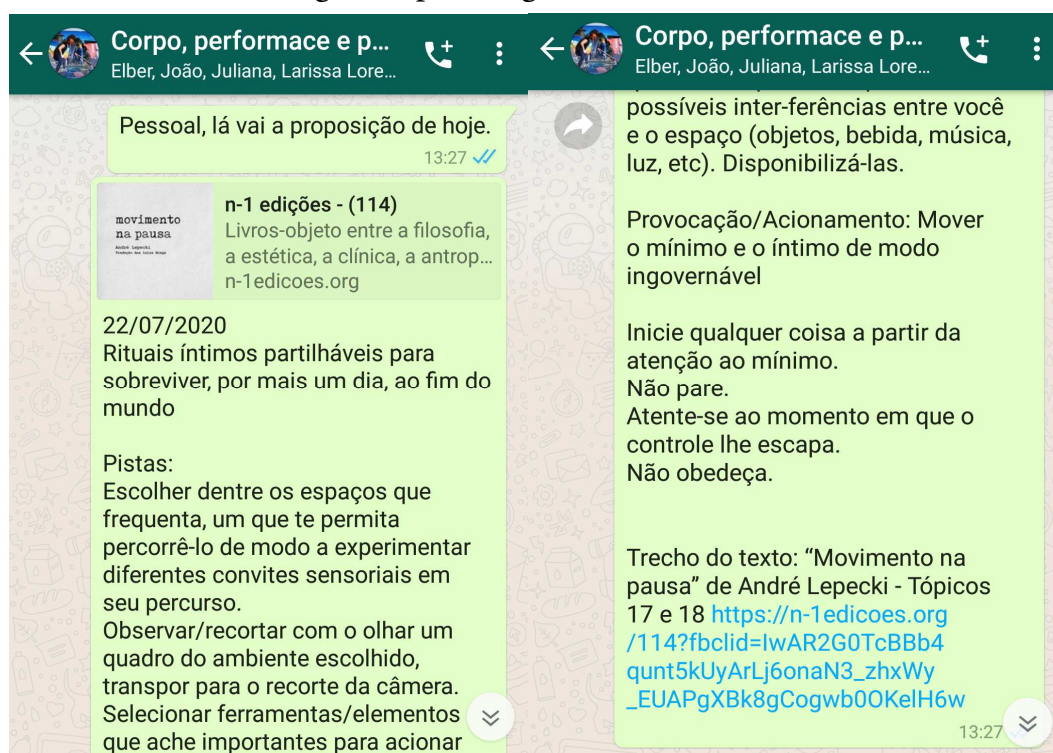 Corpo, performace e p...
Elber, João, Juliana, Larissa Lore...
Pessoal, lá vai a proposição de hoje.
13:27
movimento
na pausa
André Lepecki
n-1 edições - (114)
Livros-objeto entre a filosofia,
a estética, a clínica, a antrop...
n-1edicoes.org
22/07/2020
Rituais íntimos partilháveis para
sobreviver, por mais um dia, ao fim do
mundo
Pistas:
Escolher dentre os espaços que
frequenta, um que te permita
percorrê-lo de modo a experimentar
diferentes convites sensoriais em
seu percurso.
Observar/recortar com o olhar um
quadro do ambiente escolhido,
transpor para o recorte da câmera.
Selecionar ferramentas/elementos
que ache importantes para acionar
Corpo, performace e p...
Elber, João, Juliana, Larissa Lore...
possíveis inter-ferências entre você
e o espaço (objetos, bebida, música,
luz, etc). Disponibilizá-las.
Provocação/Acionamento: Mover
o mínimo e o íntimo de modo
ingovernável
Inicie qualquer coisa a partir da
atenção ao mínimo.
Não pare.
Atente-se ao momento em que o
controle lhe escapa.
Não obedeça.
Trecho do texto: “Movimento na
pausa” de André Lepecki - Tópicos
17 e 18 https://n-1edicoes.org
/114?fbclid=IwAR2G0TcBBb4
qunt5kUyArLj6onaN3_zhxWy
_EUAPgXBk8gCogwb0OKelH6w
13:27